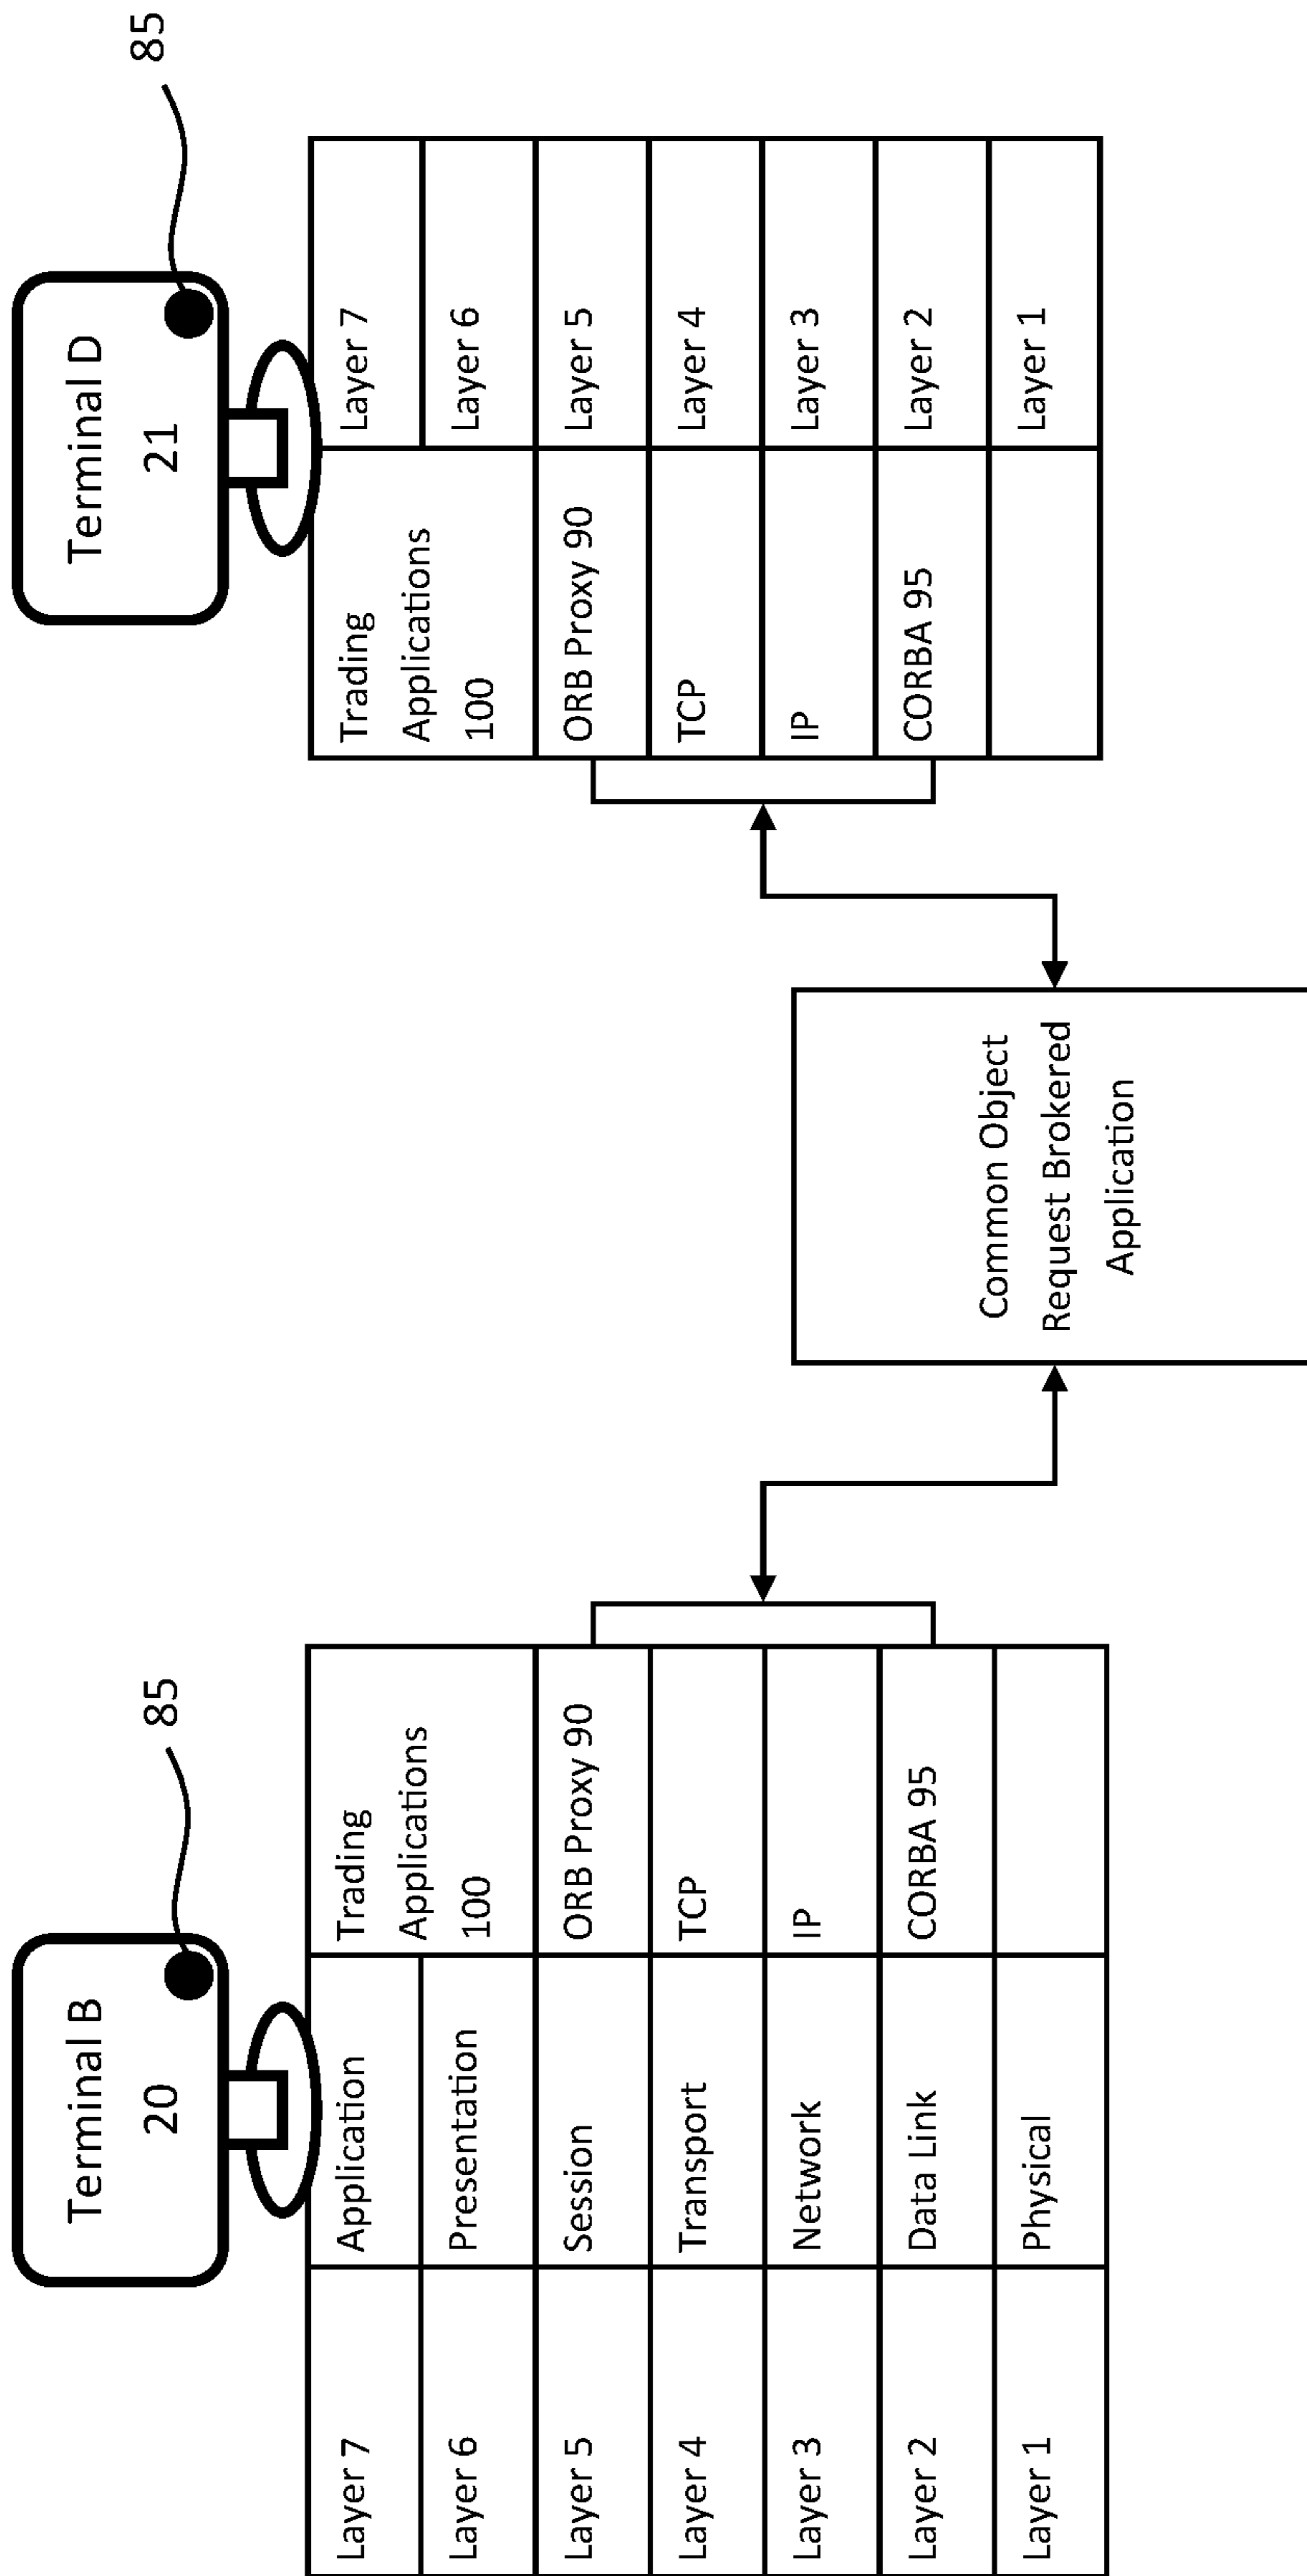 Terminal B
20
85
Layer 7
Application
Trading
Applications
100
Layer 6
Presentation
Layer 5
Session
ORB Proxy 90
Layer 4
Transport
TCP
Layer 3
Network
IP
Layer 2
Data Link
CORBA 95
Layer 1
Physical
Common Object
Request Brokered
Application
Terminal D
21
85
Trading
Applications
100
Layer 7
Layer 6
ORB Proxy 90
Layer 5
TCP
Layer 4
IP
Layer 3
CORBA 95
Layer 2
Layer 1